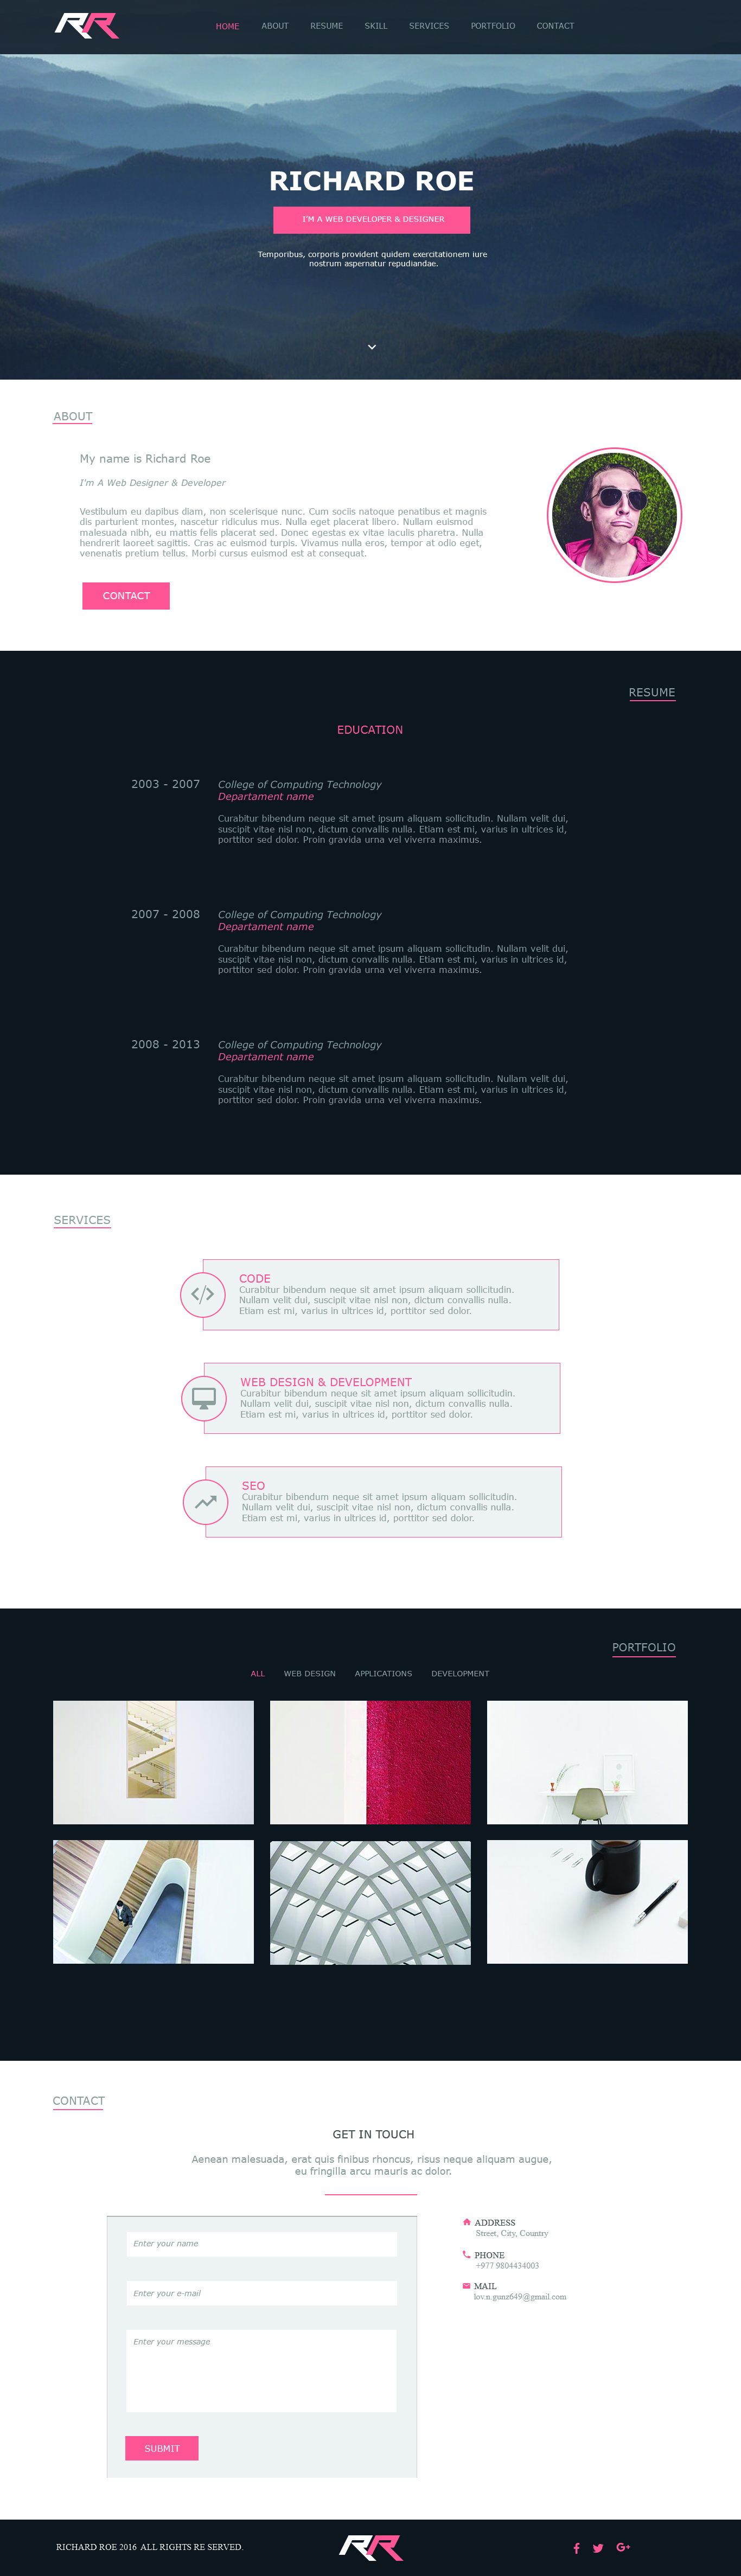 RR
HOME ABOUT RESUME SKILL SERVICES PORTFOLIO CONTACT
RICHARD ROE
I'M A WEB DEVELOPER & DESIGNER
Temporibus, corporis provident quidem exercitationem iure
nostrum aspernatur repudiandae.
ABOUT
My name is Richard Roe
I'm A Web Designer & Developer
Vestibulum eu dapibus diam, non scelerisque nunc. Cum sociis natoque penatibus et magnis
dis parturient montes, nascetur ridiculus mus. Nulla eget placerat libero. Nullam euismod
malesuada nibh, eu mattis felis placerat sed. Donec egestas ex vitae iaculis pharetra. Nulla
hendrerit laoreet sagittis. Cras ac euismod turpis. Vivamus nulla eros, tempor at odio eget,
venenatis pretium tellus. Morbi cursus euismod est at consequat.
CONTACT
RESUME
EDUCATION
2003 - 2007 College of Computing Technology
Departament name
Curabitur bibendum neque sit amet ipsum aliquam sollicitudin. Nullam velit dui,
suscipit vitae nisl non, dictum convallis nulla. Etiam est mi, varius in ultrices id,
porttitor sed dolor. Proin gravida urna vel viverra maximus.
2007 - 2008 College of Computing Technology
Departament name
Curabitur bibendum neque sit amet ipsum aliquam sollicitudin. Nullam velit dui,
suscipit vitae nisl non, dictum convallis nulla. Etiam est mi, varius in ultrices id,
porttitor sed dolor. Proin gravida urna vel viverra maximus.
2008 - 2013 College of Computing Technology
Departament name
Curabitur bibendum neque sit amet ipsum aliquam sollicitudin. Nullam velit dui,
suscipit vitae nisl non, dictum convallis nulla. Etiam est mi, varius in ultrices id,
porttitor sed dolor. Proin gravida urna vel viverra maximus.
SERVICES
CODE
Curabitur bibendum neque sit amet ipsum aliquam sollicitudin.
Nullam velit dui, suscipit vitae nisl non, dictum convallis nulla.
Etiam est mi, varius in ultrices id, porttitor sed dolor.
WEB DESIGN & DEVELOPMENT
Curabitur bibendum neque sit amet ipsum aliquam sollicitudin.
Nullam velit dui, suscipit vitae nisl non, dictum convallis nulla.
Etiam est mi, varius in ultrices id, porttitor sed dolor.
SEO
Curabitur bibendum neque sit amet ipsum aliquam sollicitudin.
Nullam velit dui, suscipit vitae nisl non, dictum convallis nulla.
Etiam est mi, varius in ultrices id, porttitor sed dolor.
PORTFOLIO
ALL WEB DESIGN APPLICATIONS DEVELOPMENT
CONTACT
GET IN TOUCH
Aenean malesuada, erat quis finibus rhoncus, risus neque aliquam augue,
eu fringilla arcu mauris ac dolor.
Enter your name
Enter your e-mail
Enter your message
SUBMIT
ADDRESS
Street, City, Country
PHONE
+977 9804434003
MAIL
lov.n.gunz649@gmail.com
RICHARD ROE 2016 ALL RIGHTS RE SERVED.
RR
G+